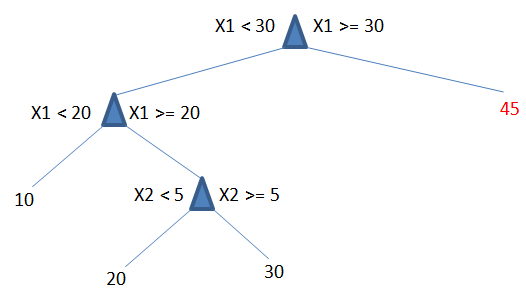 X1 < 30 X1 >= 30
X1 < 20 X1 >= 20
45
10
X2 < 5 X2 >= 5
20
30